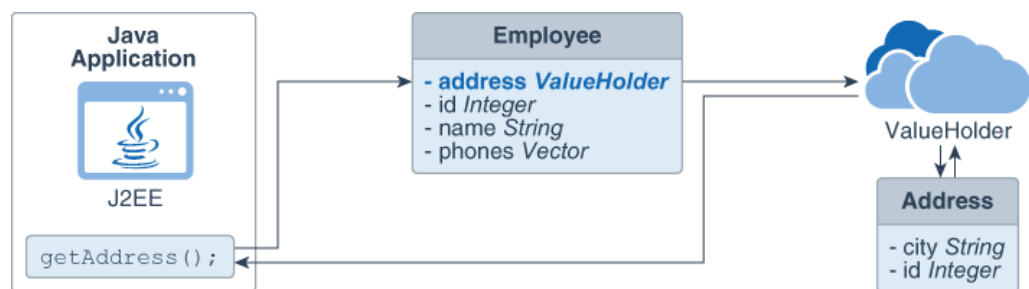 Java
Application
J2EE
getAddress();
Employee
- address ValueHolder
- id Integer
- name String
- phones Vector
ValueHolder
Address
- city String
- id Integer